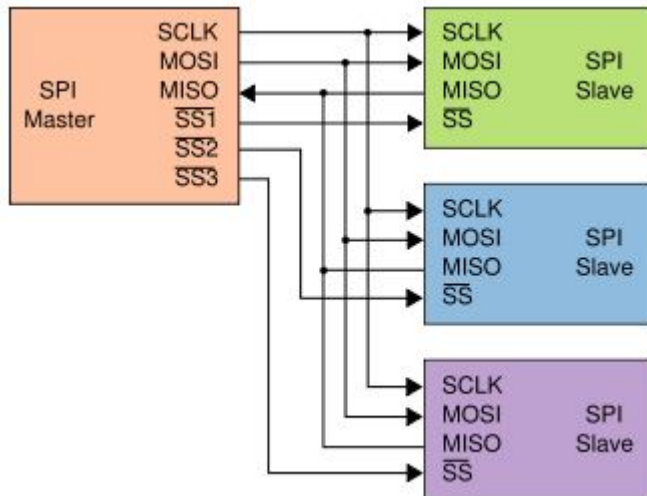 SPI
Master
SCLK
MOSI
MISO
SS1
SS2
SS3
SCLK
MOSI
MISO
SS
SPI
Slave
SCLK
MOSI
MISO
SS
SPI
Slave
SCLK
MOSI
MISO
SS
SPI
Slave